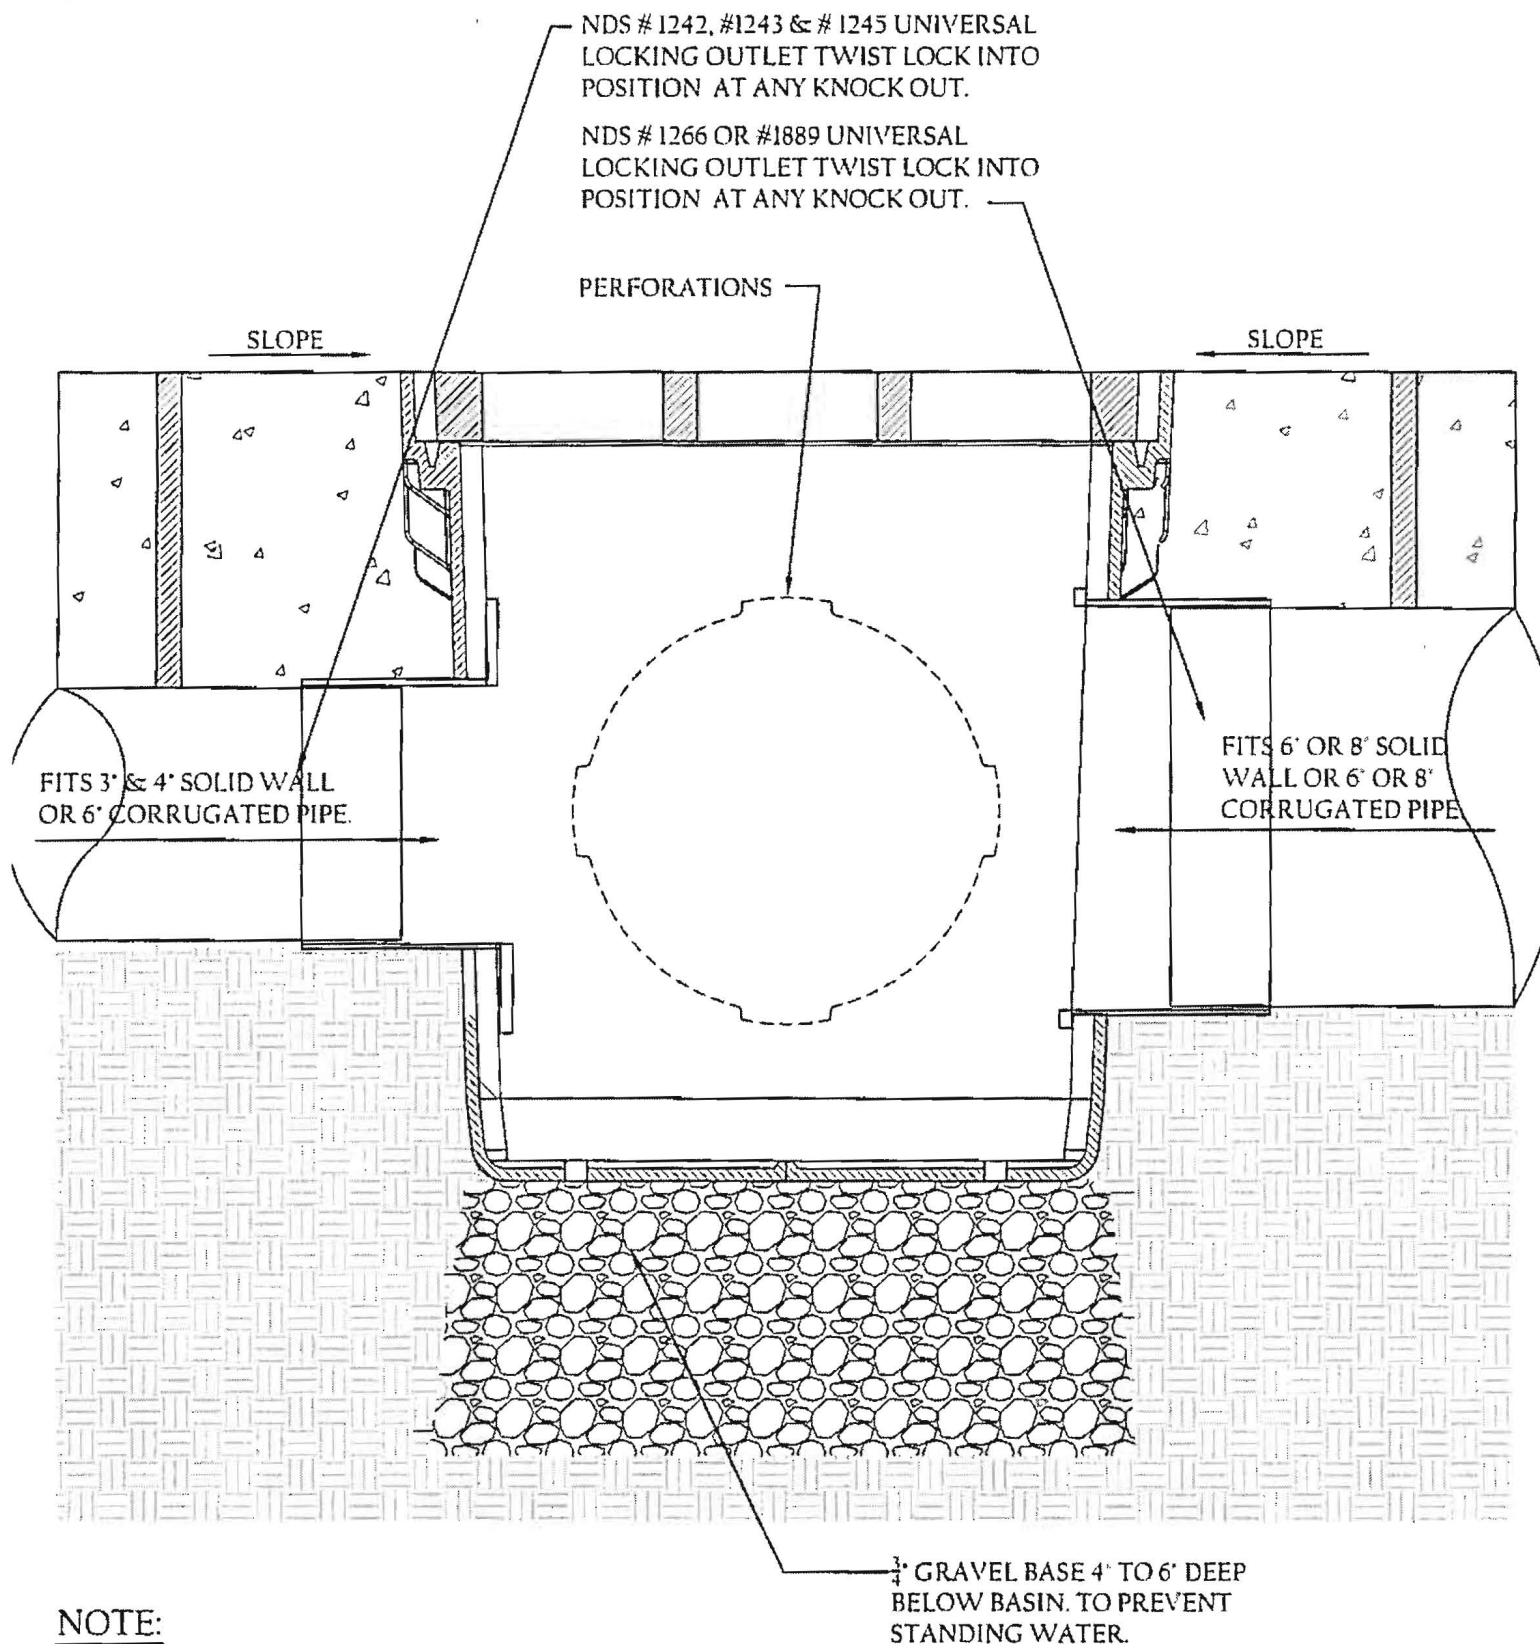 NDS # 1242, #1243 & # 1245 UNIVERSAL
LOCKING OUTLET TWIST LOCK INTO
POSITION AT ANY KNOCK OUT.
NDS # 1266 OR #1889 UNIVERSAL
LOCKING OUTLET TWIST LOCK INTO
POSITION AT ANY KNOCK OUT.
PERFORATIONS
SLOPE
SLOPE
FITS 3" & 4" SOLID WALL
OR 6" CORRUGATED PIPE.
FITS 6" OR 8" SOLID
WALL OR 6" OR 8"
CORRUGATED PIPE.
3/4" GRAVEL BASE 4" TO 6" DEEP
BELOW BASIN. TO PREVENT
STANDING WATER.
NOTE: